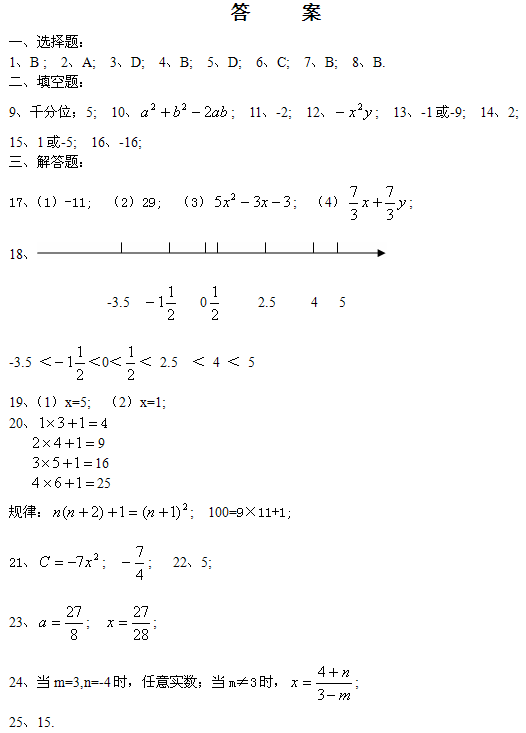 答 案
一、选择题:
1、B ; 2、A; 3、D; 4、B; 5、D; 6、C; 7、B; 8、B.
二、填空题:
9、千分位; 5; 10、a²+b²−2ab; 11、-2; 12、−x²y; 13、-1或-9; 14、2;
15、1或-5; 16、-16;
三、解答题:
17、(1)-11; (2)29; (3) 5x²−3x−3; (4) 7/3 x+7/3 y;
18、
-3.5 −1 1/2 0 1/2 2.5 4 5
-3.5 <−1 1/2<0<1/2< 2.5 < 4 < 5
19、(1) x=5; (2) x=1;
20、1×3+1=4
2×4+1=9
3×5+1=16
4×6+1=25
规律: n(n+2)+1=(n+1)²; 100=9×11+1;
21、C=−7x²; −7/4; 22、5;
23、a=27/8; x=27/28;
24、当m=3,n=-4时,任意实数;当m≠3时, x=(4+n)/(3−m);
25、15.